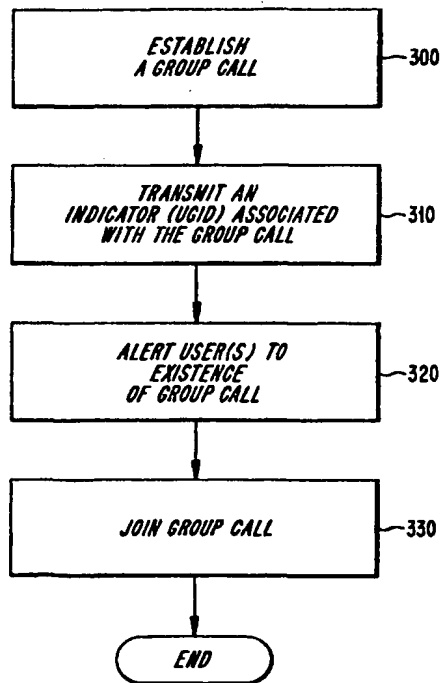 ESTABLISH
A GROUP CALL
300
TRANSMIT AN
INDICATOR (UGID) ASSOCIATED
WITH THE GROUP CALL
310
ALERT USER(S) TO
EXISTENCE
OF GROUP CALL
320
JOIN GROUP CALL
330
END